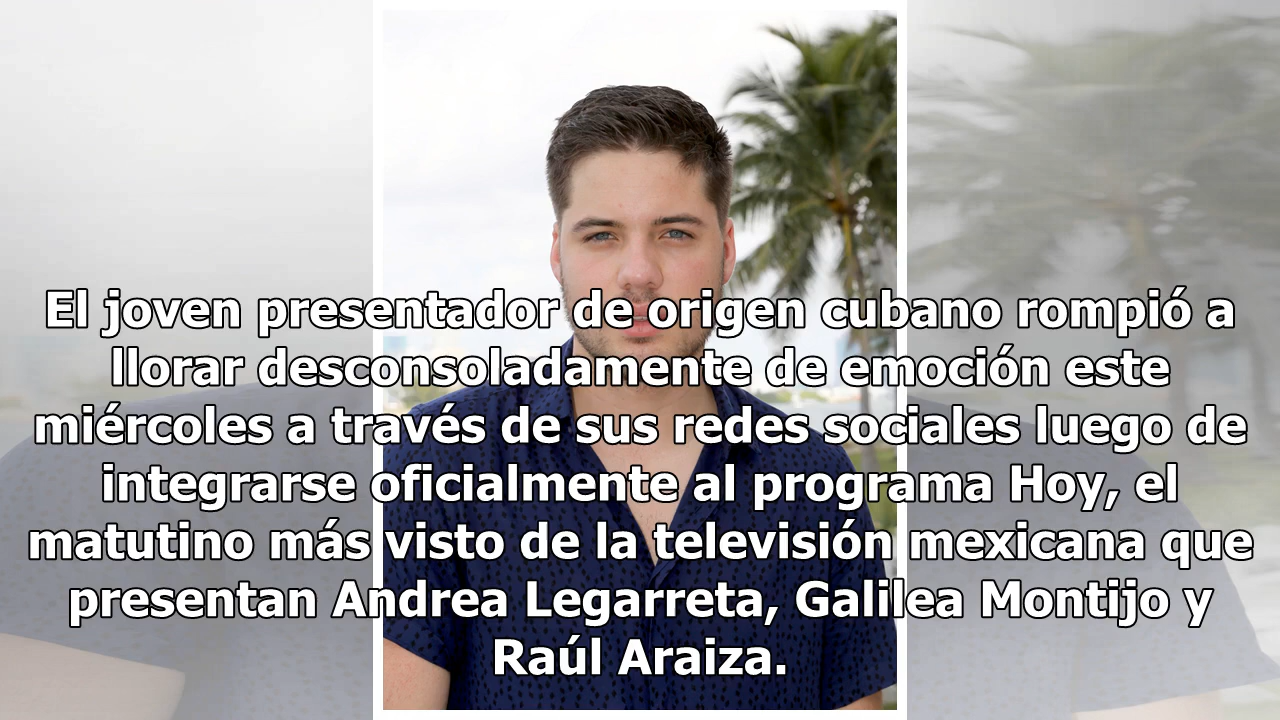 El joven presentador de origen cubano rompió a
llorar desconsoladamente de emoción este
miércoles a través de sus redes sociales luego de
integrarse oficialmente al programa Hoy, el
matutino más visto de la televisión mexicana que
presentan Andrea Legarreta, Galilea Montijo y
Raúl Araiza.